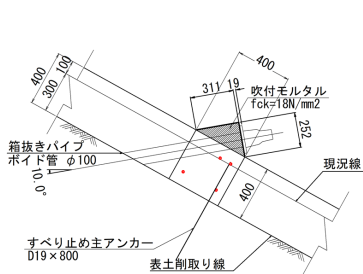 400
311
19
吹付モルタル
fck=18N/mm2
400
100
300
252
箱抜きパイプ
ボイド管 φ100
10.0°
現況線
400
すべり止め主アンカー
D19×800
表土削取り線